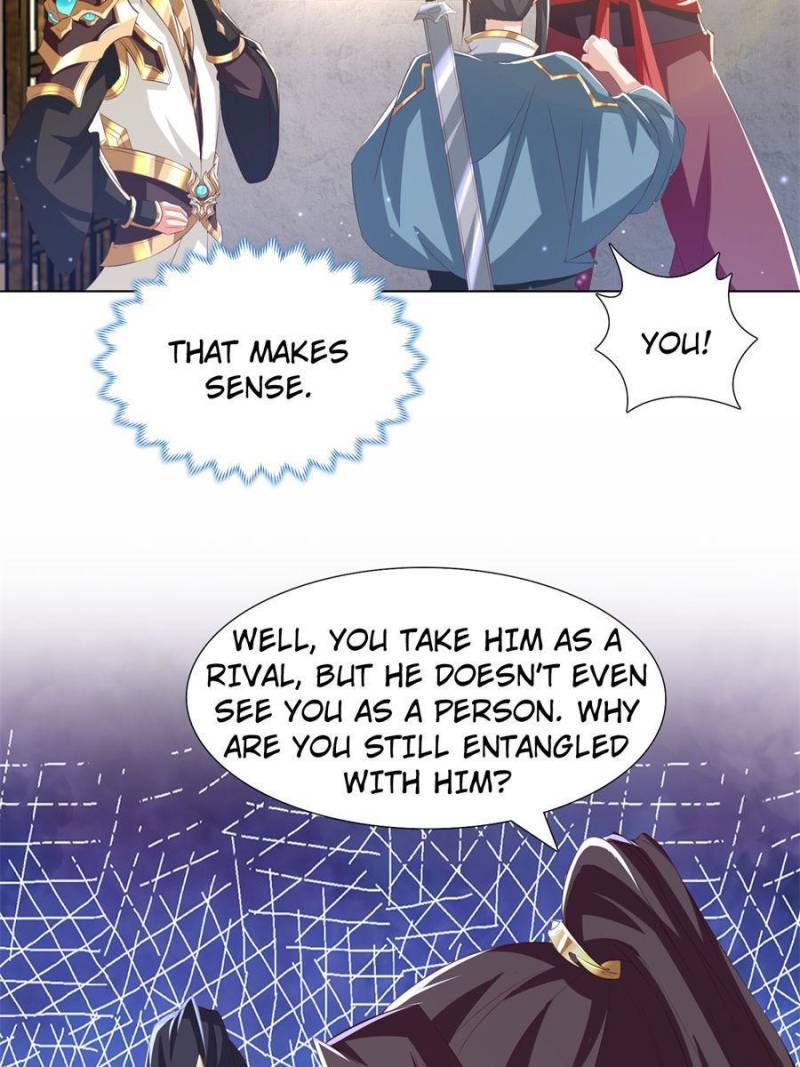 THAT MAKES
SENSE.
YOU!
WELL, YOU TAKE HIM AS A
RIVAL, BUT HE DOESN'T EVEN
SEE YOU AS A PERSON. WHY
ARE YOU STILL ENTANGLED
WITH HIM?